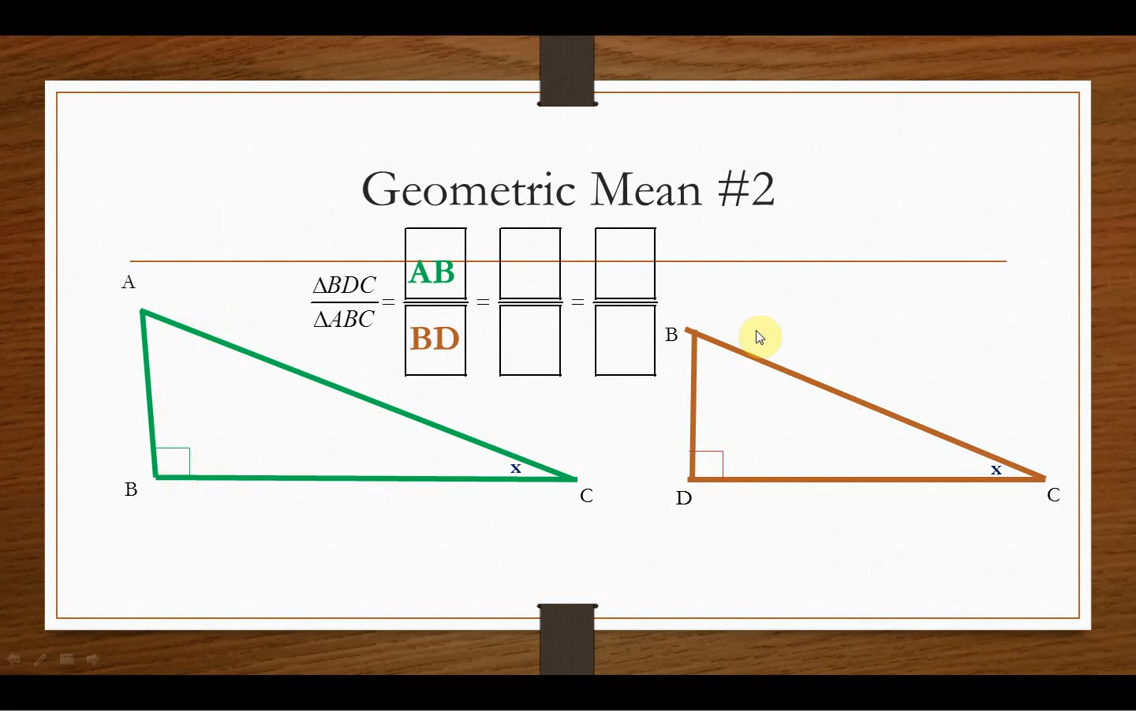 Geometric Mean #2
A
ΔBDC
ΔABC
=
AB
BD
=
=
B
x
x
B
C
D
C